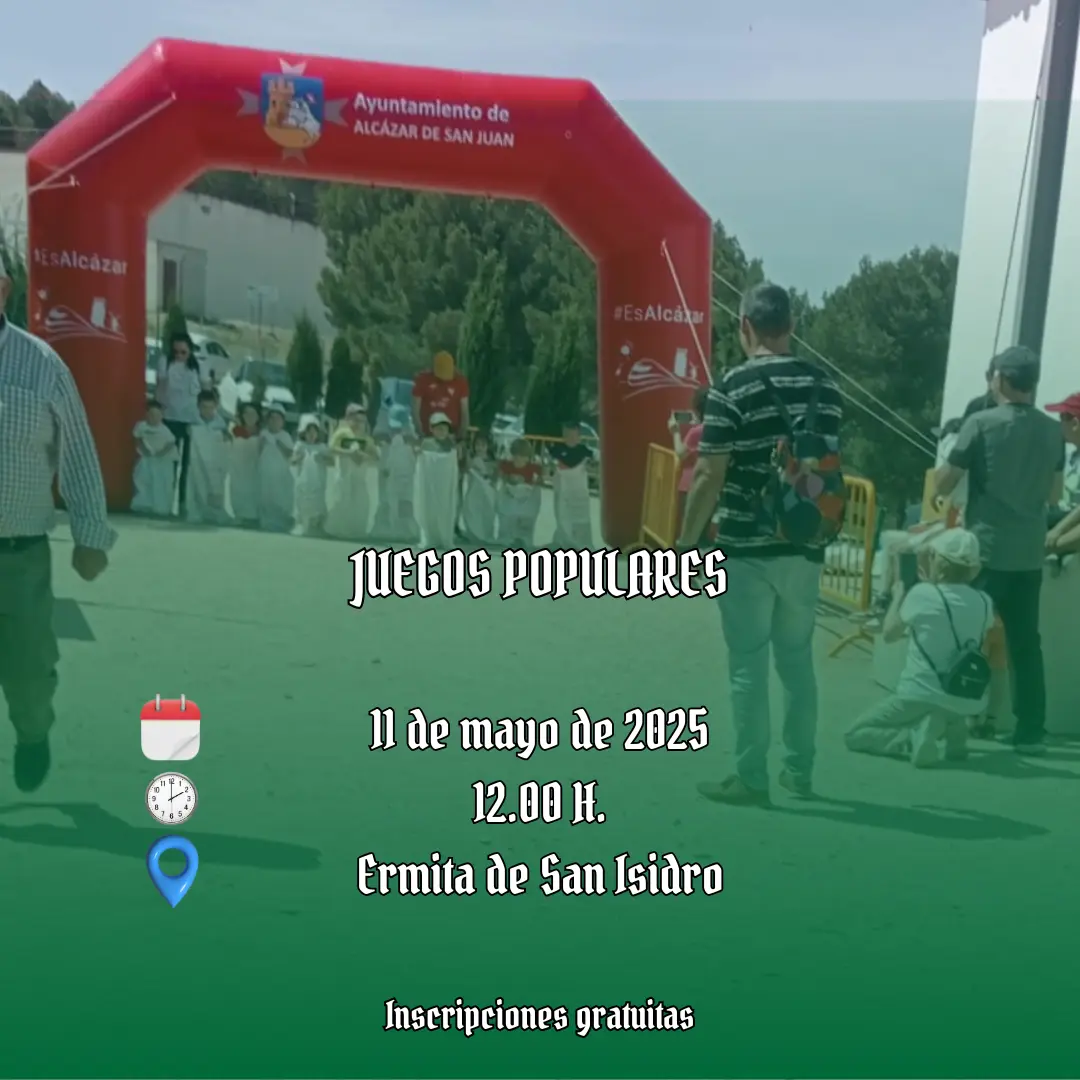 Ayuntamiento de
ALCÁZAR DE SAN JUAN
#EsAlcázar
#EsAlcázar
JUEGOS POPULARES
11 de mayo de 2025
12.00 H.
Ermita de San Isidro
Inscripciones gratuitas